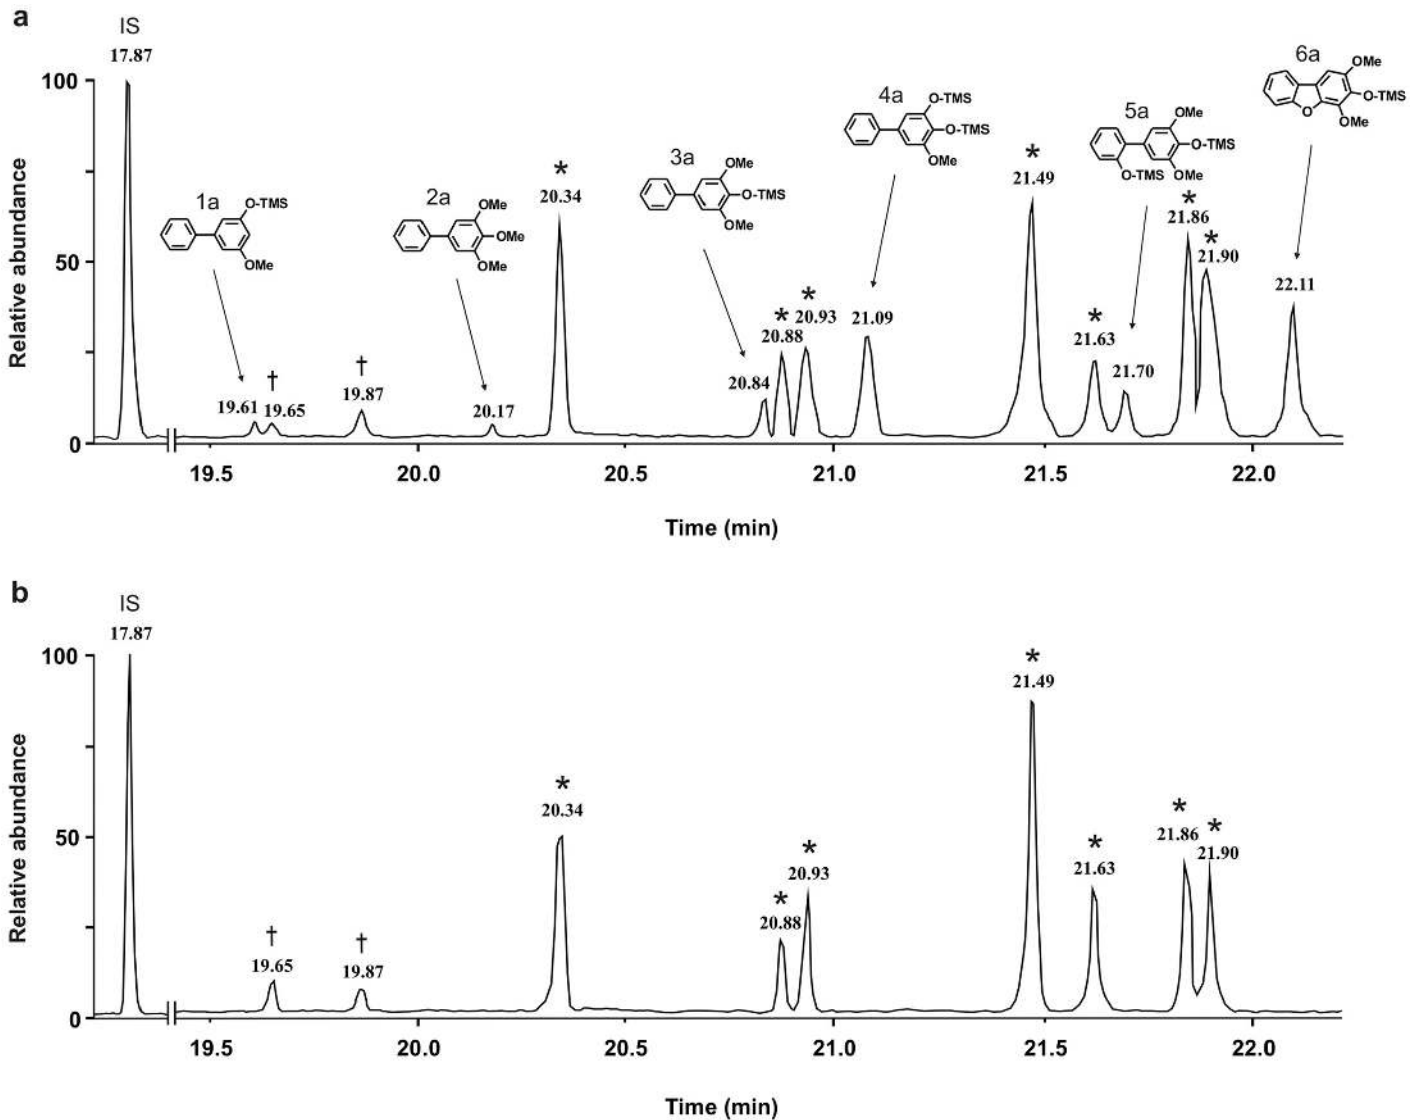 a
IS
17.87
Relative abundance
100
50
0
1a
O-TMS
OMe
19.61
†
19.65
†
19.87
2a
OMe
OMe
OMe
20.17
*
20.34
3a
OMe
O-TMS
OMe
20.84
*
20.88
*
20.93
4a
O-TMS
O-TMS
OMe
21.09
*
21.49
*
21.63
5a
OMe
O-TMS
O-TMS
OMe
21.70
*
21.86
*
21.90
6a
OMe
O-TMS
O
OMe
22.11
19.5 20.0 20.5 21.0 21.5 22.0
Time (min)
b
IS
17.87
Relative abundance
100
50
0
†
19.65
†
19.87
*
20.34
*
20.88
*
20.93
*
21.49
*
21.63
*
21.86
*
21.90
19.5 20.0 20.5 21.0 21.5 22.0
Time (min)